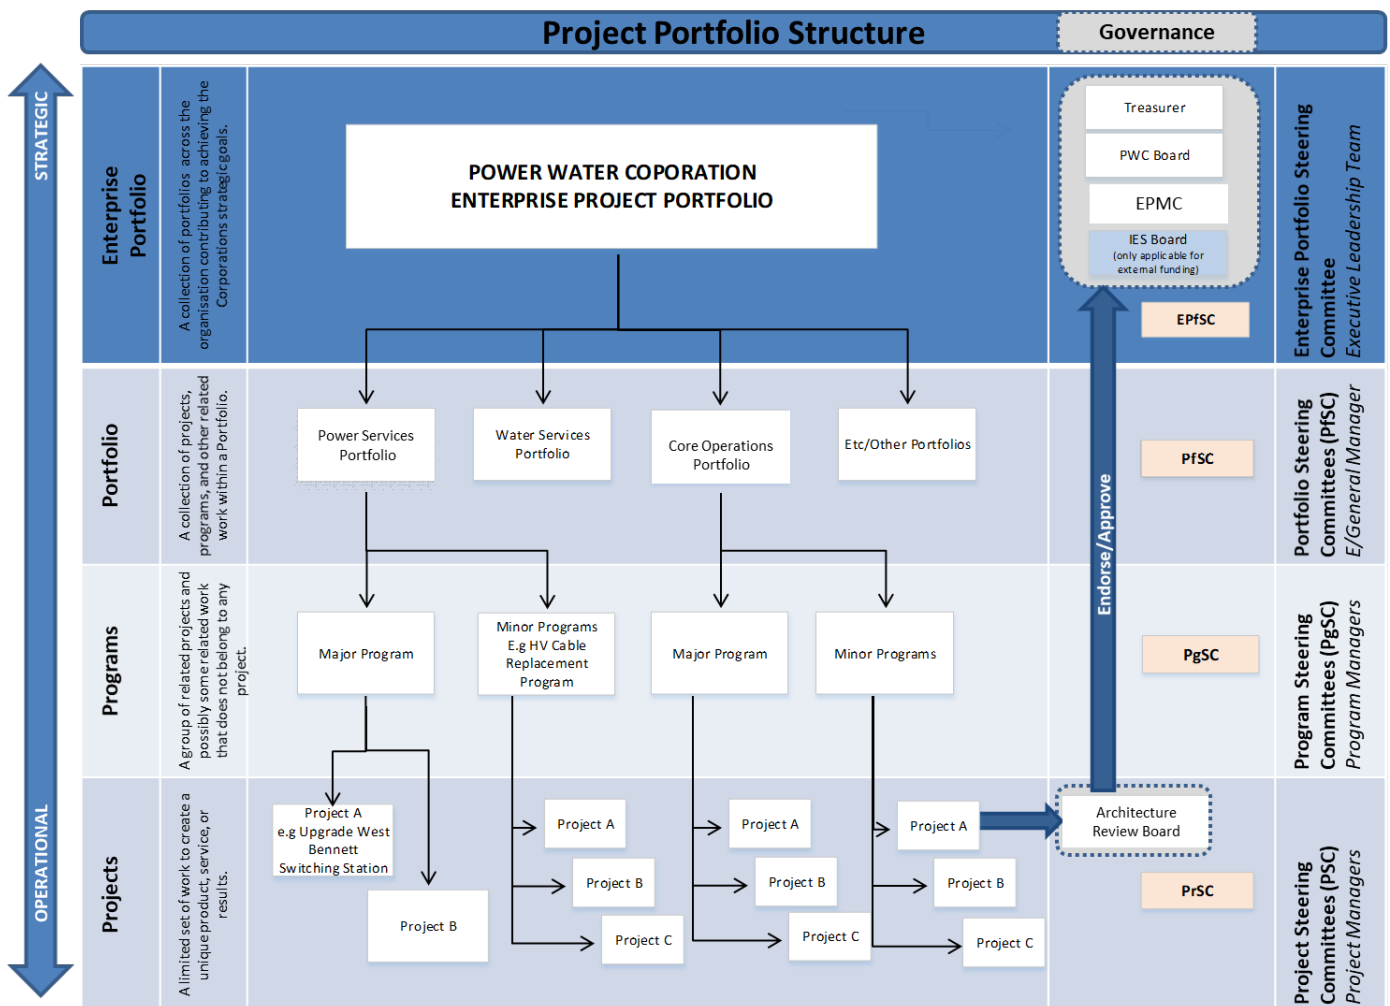 Project Portfolio Structure
Governance
STRATEGIC
OPERATIONAL
Enterprise
Portfolio
A collection of portfolios across the
organisation contributing to achieving the
Corporations strategic goals.
POWER WATER COPORATION
ENTERPRISE PROJECT PORTFOLIO
Treasurer
PWC Board
EPMC
IES Board
(only applicable for
external funding)
EPfSC
Enterprise Portfolio Steering
Committee
Executive Leadership Team
Portfolio
A collection of projects,
programs, and other related
work within a Portfolio.
Power Services
Portfolio
Water Services
Portfolio
Core Operations
Portfolio
Etc/Other Portfolios
PfSC
Portfolio Steering
Committees (PfSC)
E/General Manager
Endorse/Approve
Programs
A group of related projects and
possibly some related work
that does not belong to any
project.
Major Program
Minor Programs
E.g HV Cable
Replacement
Program
Major Program
Minor Programs
PgSC
Program Steering
Committees (PgSC)
Program Managers
Projects
A limited set of work to create a
unique product, service, or
results.
Project A
e.g Upgrade West
Bennett
Switching Station
Project B
Project A
Project B
Project C
Project A
Project B
Project C
Project A
Project B
Project C
Architecture
Review Board
PrSC
Project Steering
Committees (PSC)
Project Managers